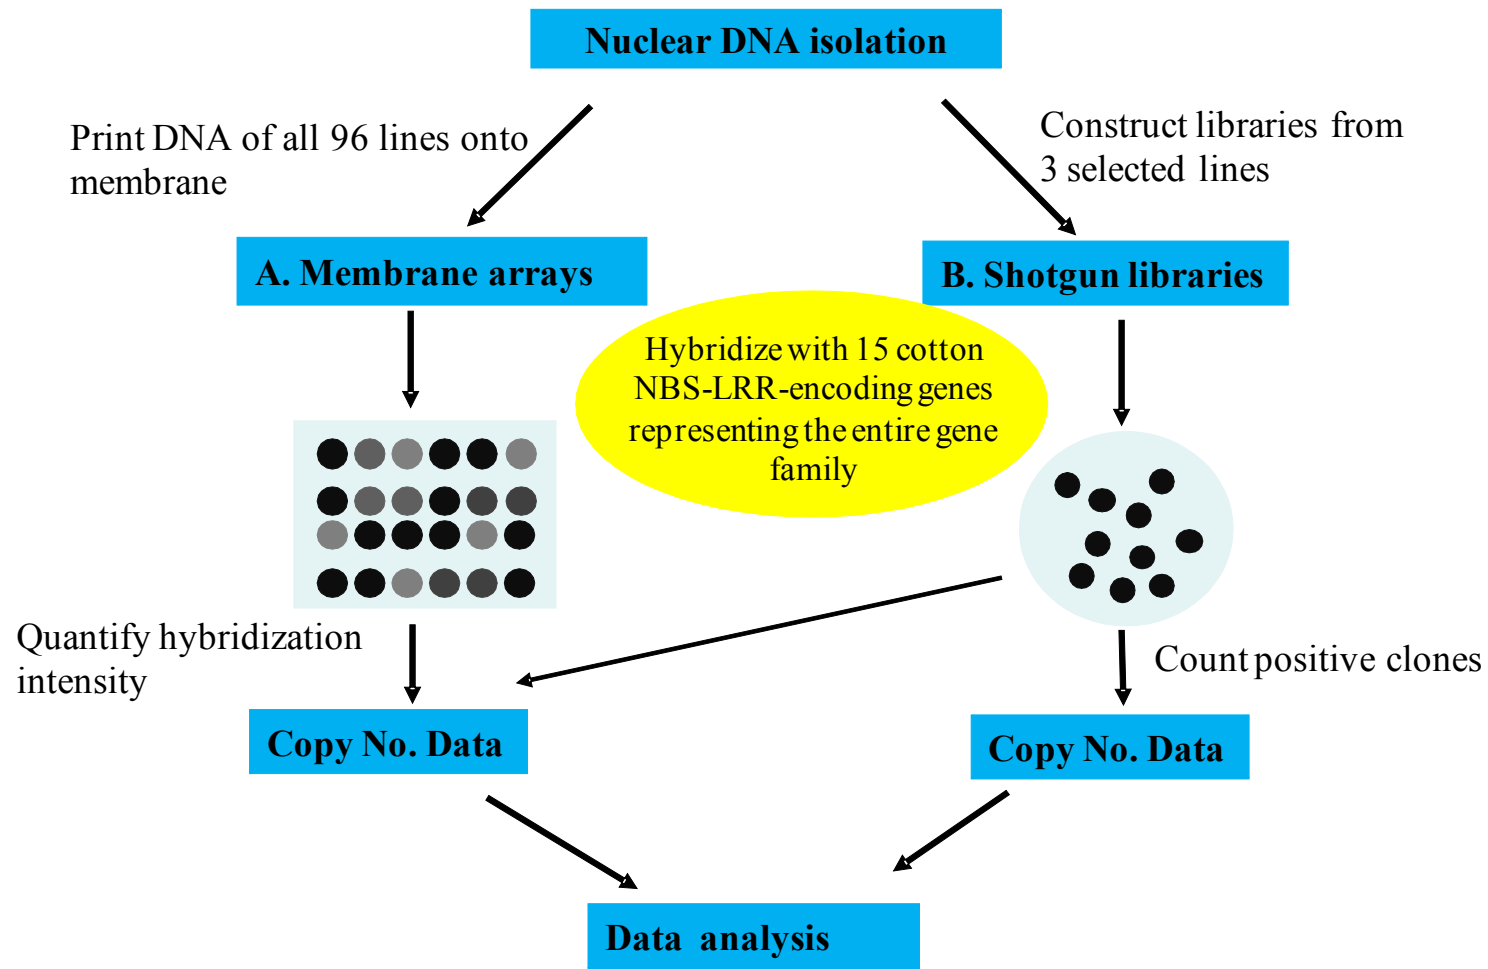 Nuclear DNA isolation
Print DNA of all 96 lines onto
membrane
Construct libraries from
3 selected lines
A. Membrane arrays
B. Shotgun libraries
Hybridize with 15 cotton
NBS-LRR-encoding genes
representing the entire gene
family
Quantify hybridization
intensity
Count positive clones
Copy No. Data
Copy No. Data
Data analysis